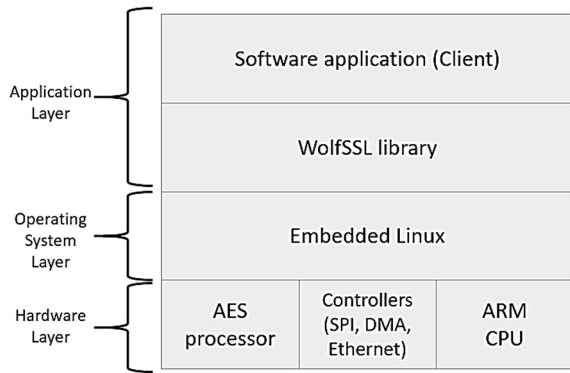 Software application (Client)
Application
Layer
WolfSSL library
Operating
System
Layer
Embedded Linux
Hardware
Layer
AES
processor
Controllers
(SPI, DMA,
Ethernet)
ARM
CPU